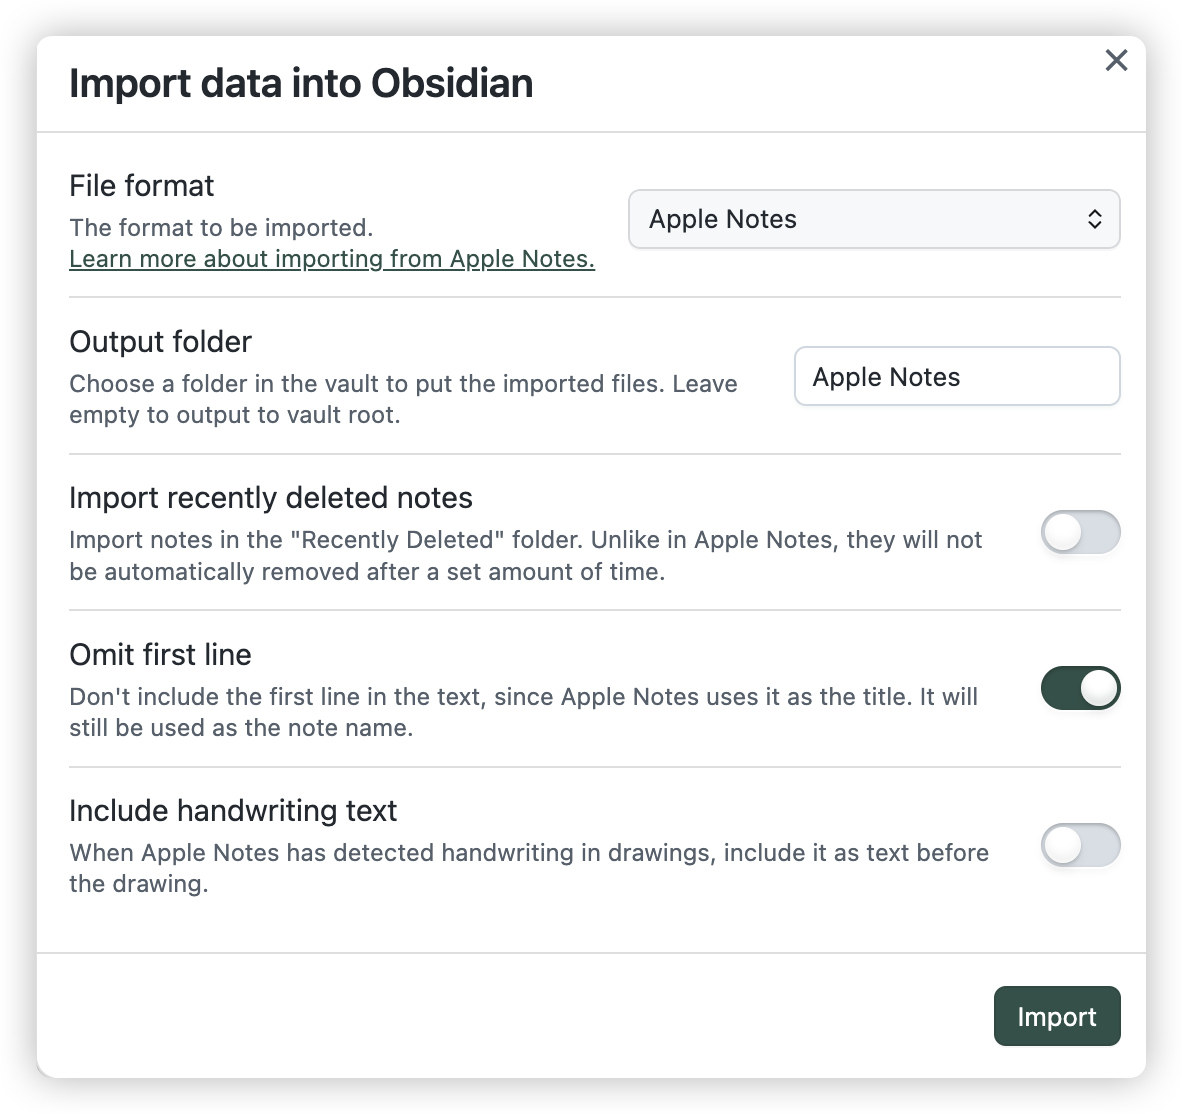 Import data into Obsidian
File format
The format to be imported.
Learn more about importing from Apple Notes.
Apple Notes
Output folder
Choose a folder in the vault to put the imported files. Leave
empty to output to vault root.
Apple Notes
Import recently deleted notes
Import notes in the "Recently Deleted" folder. Unlike in Apple Notes, they will not
be automatically removed after a set amount of time.
Omit first line
Don't include the first line in the text, since Apple Notes uses it as the title. It will
still be used as the note name.
Include handwriting text
When Apple Notes has detected handwriting in drawings, include it as text before
the drawing.
Import